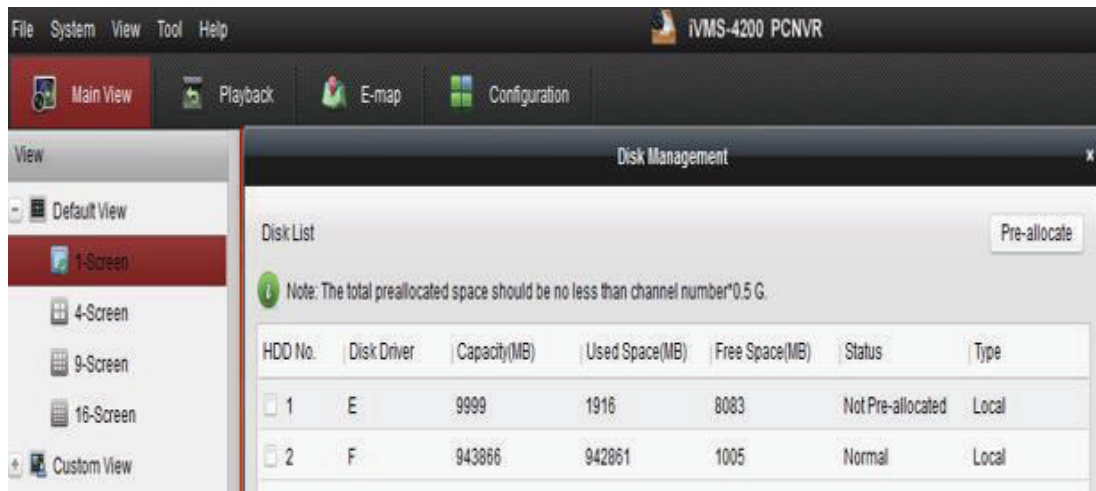 File System View Tool Help
iVMS-4200 PCNVR
Main View Playback E-map Configuration
View
Default View
1-Screen
4-Screen
9-Screen
16-Screen
Custom View
Disk Management
Disk List
Pre-allocate
Note: The total preallocated space should be no less than channel number*0.5 G.
HDD No. Disk Driver Capacity(MB) Used Space(MB) Free Space(MB) Status Type
1 E 9999 1916 8083 Not Pre-allocated Local
2 F 943866 942861 1005 Normal Local